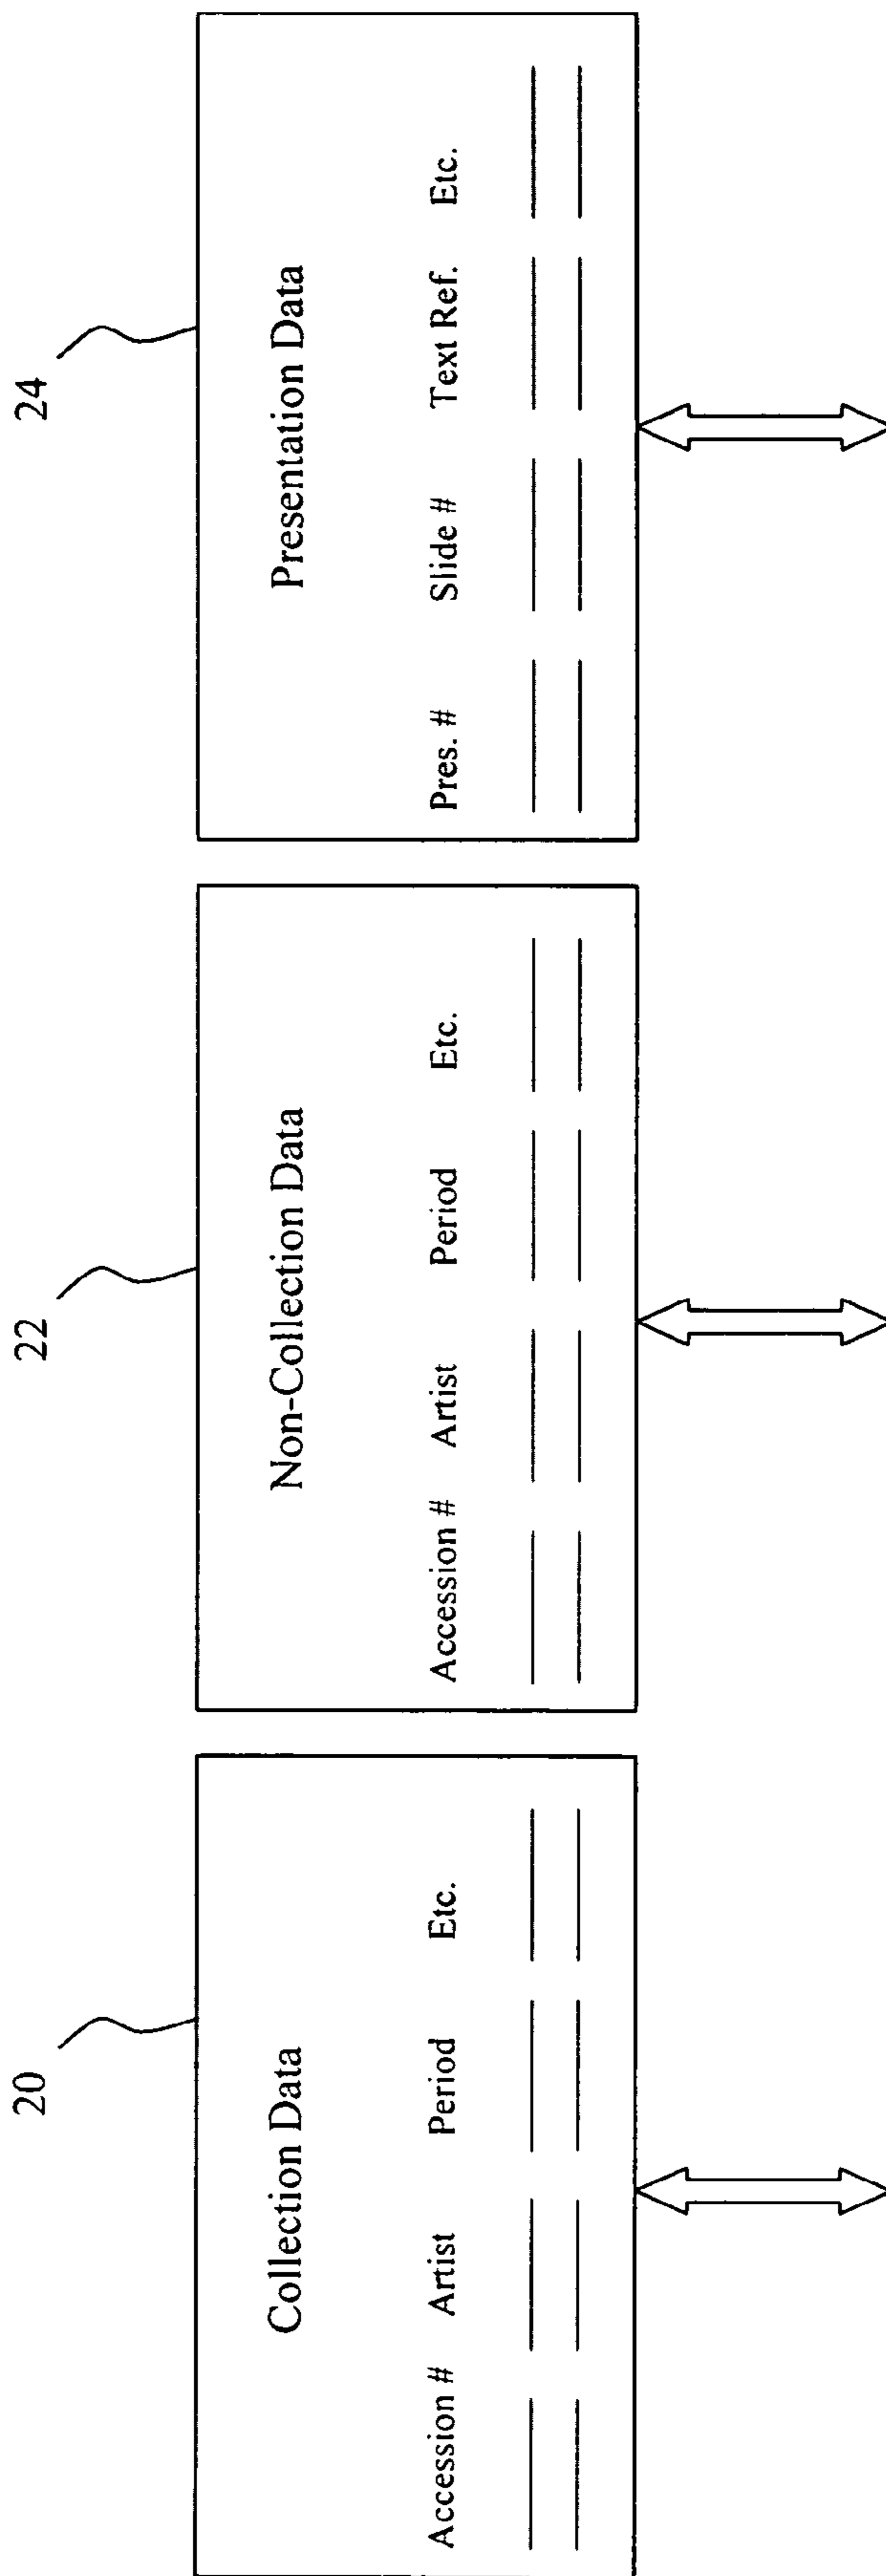 20
Collection Data
Accession # Artist Period Etc.
22
Non-Collection Data
Accession # Artist Period Etc.
24
Presentation Data
Pres. # Slide # Text Ref. Etc.